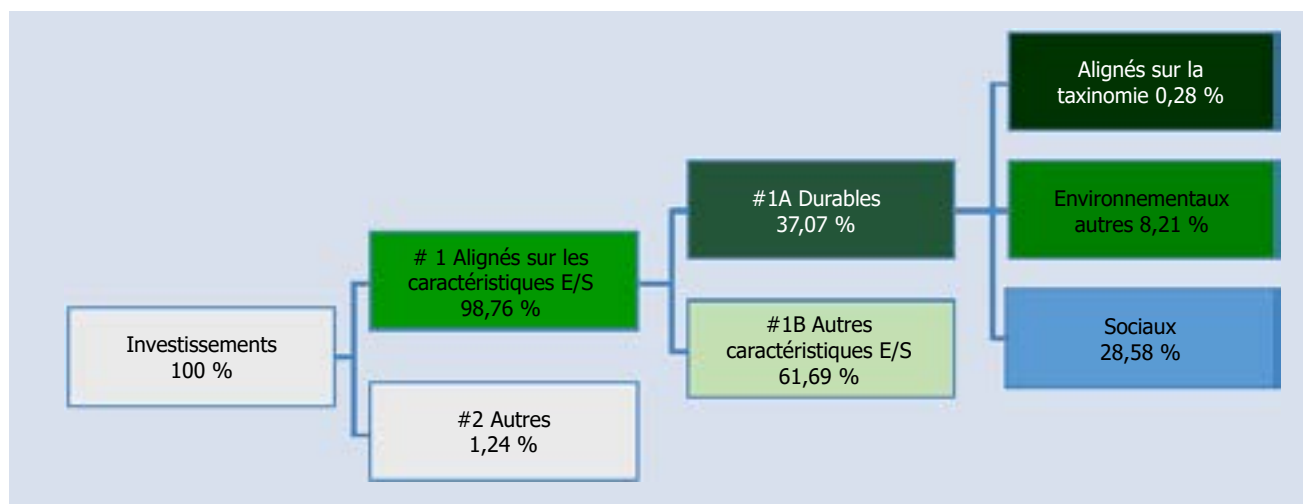 Investissements
100 %
# 1 Alignés sur les
caractéristiques E/S
98,76 %
#2 Autres
1,24 %
#1A Durables
37,07 %
#1B Autres
caractéristiques E/S
61,69 %
Alignés sur la
taxinomie 0,28 %
Environnementaux
autres 8,21 %
Sociaux
28,58 %